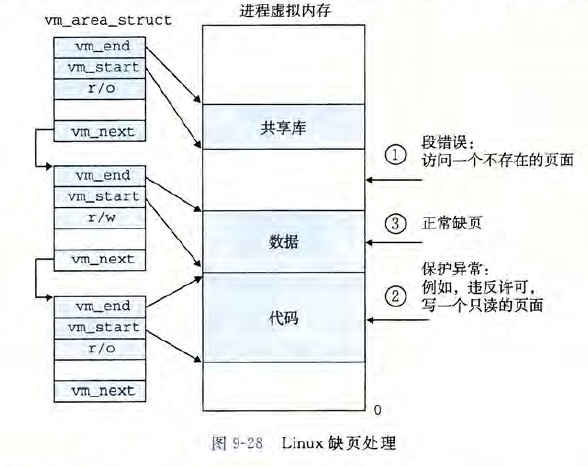 进程虚拟内存
vm_area_struct
vm_end
vm_start
r/o
vm_next
共享库
① 段错误:
访问一个不存在的页面
vm_end
vm_start
r/w
vm_next
数据
③ 正常缺页
vm_end
vm_start
r/o
vm_next
代码
② 保护异常:
例如,违反许可,
写一个只读的页面
0
图 9-28 Linux 缺页处理